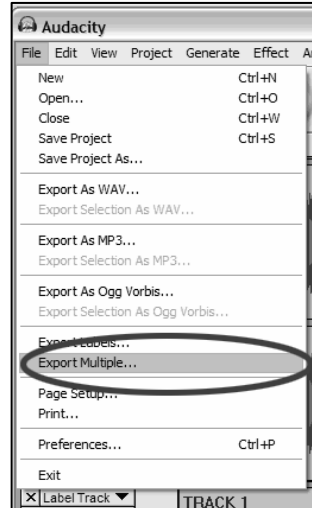 Audacity
File Edit View Project Generate Effect
New Ctrl+N
Open... Ctrl+O
Close Ctrl+W
Save Project Ctrl+S
Save Project As...
Export As WAV...
Export Selection As WAV...
Export As MP3...
Export Selection As MP3...
Export As Ogg Vorbis...
Export Selection As Ogg Vorbis...
Export Labels...
Export Multiple...
Page Setup...
Print...
Preferences... Ctrl+P
Exit
X Label Track ▼ TRACK 1